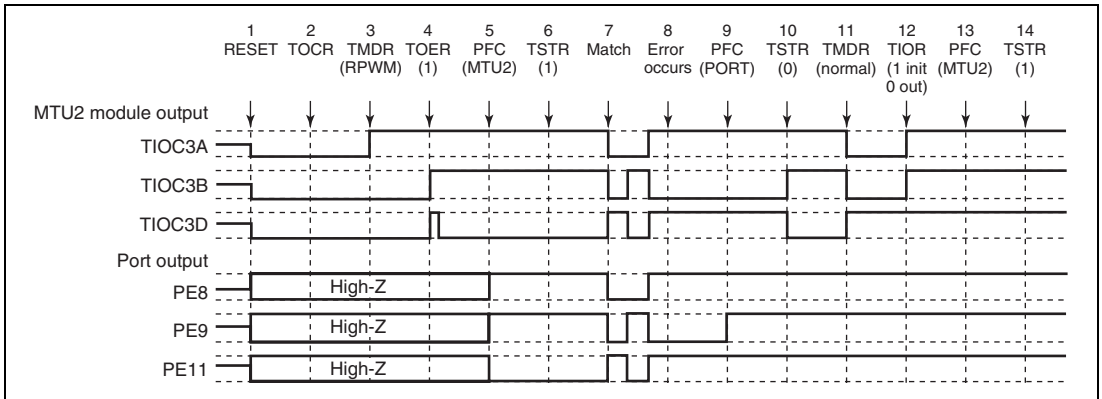 1 2 3 4 5 6 7 8 9 10 11 12 13 14
RESET TOCR TMDR TOER PFC TSTR Match Error PFC TSTR TMDR TIOR PFC TSTR
(RPWM) (1) (MTU2) (1) occurs (PORT) (0) (normal) (1 init (MTU2) (1)
0 out)
MTU2 module output
TIOC3A
TIOC3B
TIOC3D
Port output
PE8 High-Z
PE9 High-Z
PE11 High-Z